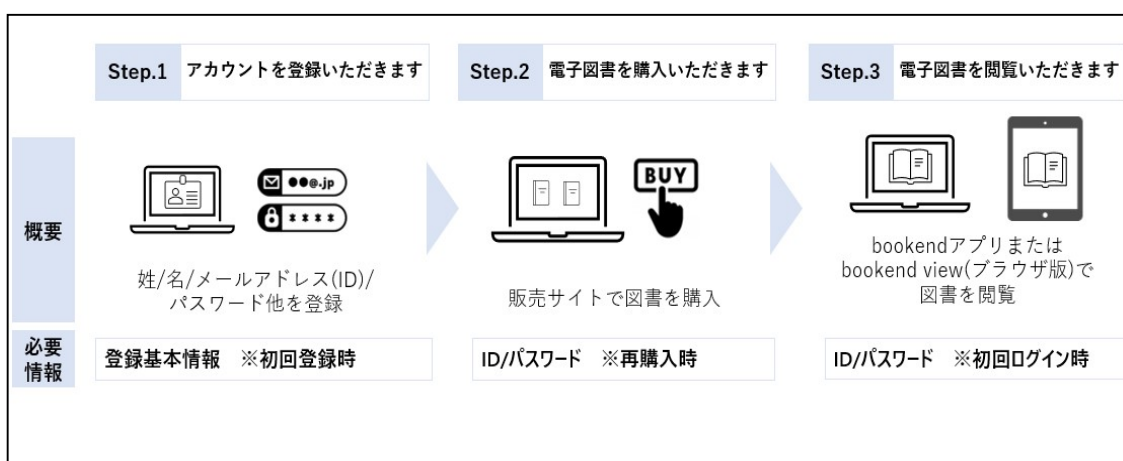 Step.1 アカウントを登録いただきます
Step.2 電子図書を購入いただきます
Step.3 電子図書を閲覧いただきます
概要
●●@.jp
****
姓/名/メールアドレス(ID)/
パスワード他を登録
BUY
販売サイトで図書を購入
bookendアプリまたは
bookend view(ブラウザ版)で
図書を閲覧
必要
情報
登録基本情報 ※初回登録時
ID/パスワード ※再購入時
ID/パスワード ※初回ログイン時